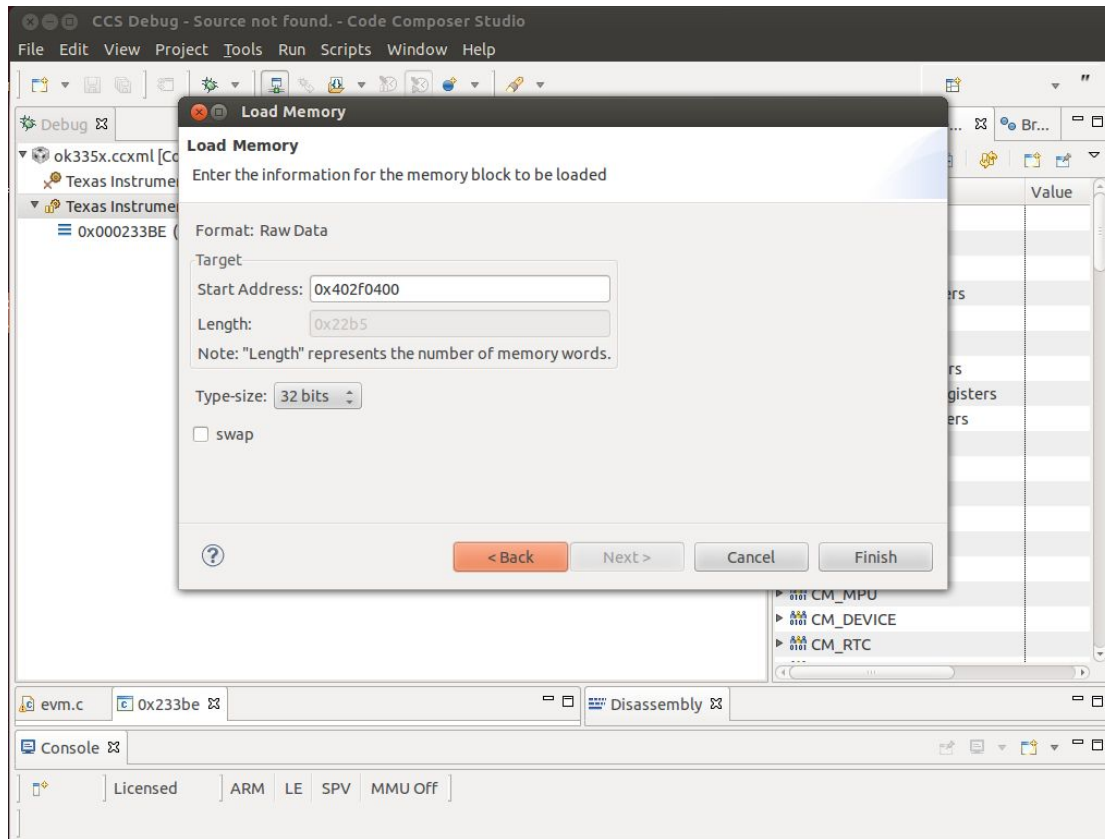 CCS Debug - Source not found. - Code Composer Studio
File Edit View Project Tools Run Scripts Window Help
Debug
ok335x.ccxml [Co
Texas Instrume
Texas Instrume
0x000233BE (
Load Memory
Load Memory
Enter the information for the memory block to be loaded
Format: Raw Data
Target
Start Address: 0x402f0400
Length: 0x22b5
Note: "Length" represents the number of memory words.
Type-size: 32 bits
swap
< Back Next > Cancel Finish
... Br...
Value
ers
rs
gisters
ers
CM_MPU
CM_DEVICE
CM_RTC
evm.c 0x233be Disassembly
Console
Licensed ARM LE SPV MMU Off